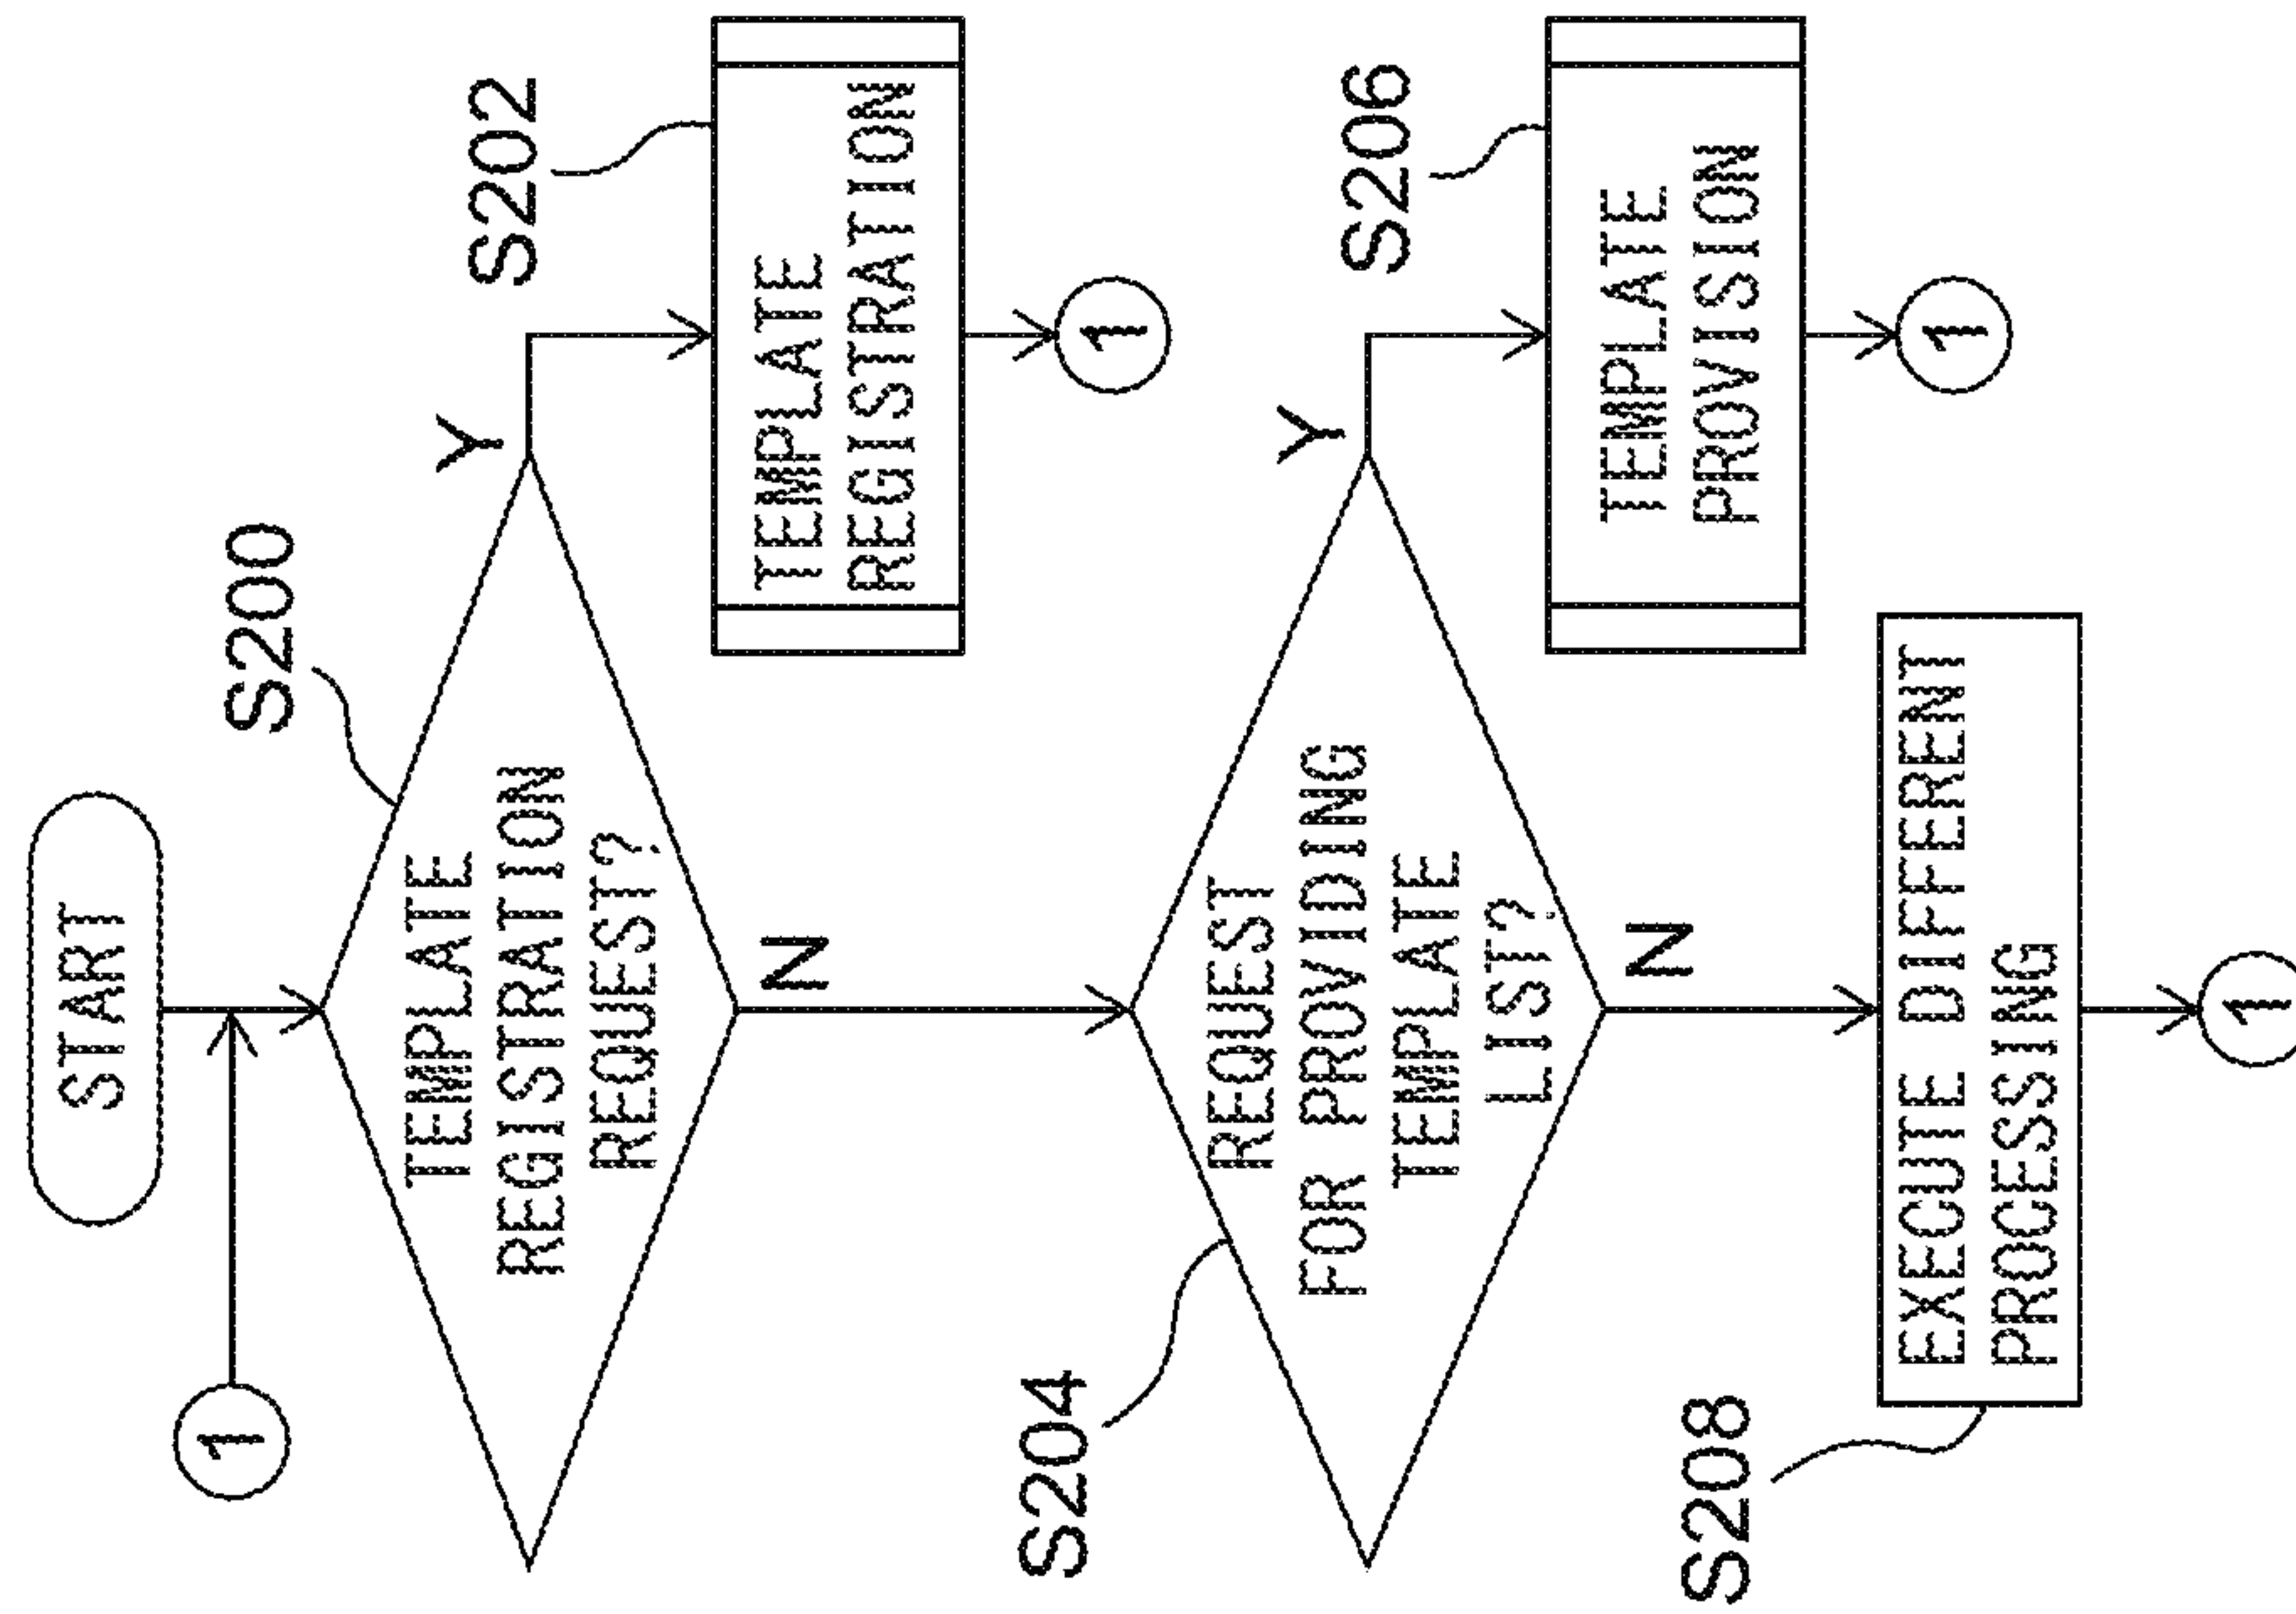 START
1
S200
TEMPLATE
REGISTRATION
REQUEST?
Y
S202
TEMPLATE
REGISTRATION
1
N
S204
REQUEST
FOR PROVIDING
TEMPLATE
LIST?
Y
S206
TEMPLATE
PROVISION
1
N
S208
EXECUTE DIFFERENT
PROCESSING
1